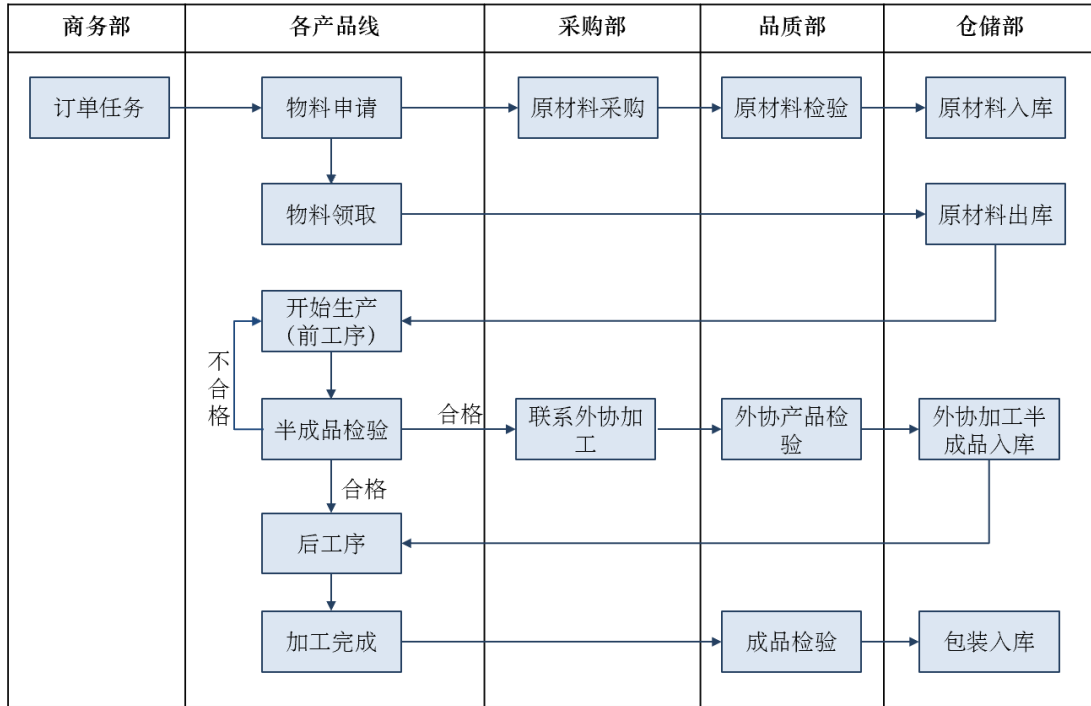 商务部
各产品线
采购部
品质部
仓储部
订单任务
物料申请
原材料采购
原材料检验
原材料入库
物料领取
原材料出库
开始生产
（前工序）
不
合
格
半成品检验
合格
联系外协加
工
外协产品检
验
外协加工半
成品入库
合格
后工序
加工完成
成品检验
包装入库